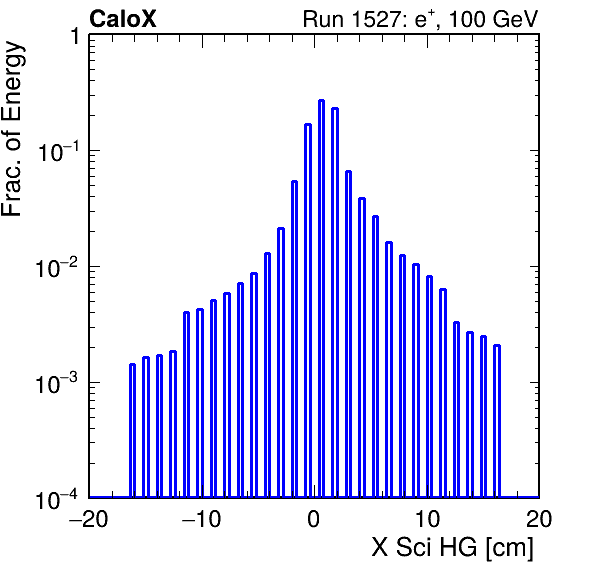 CaloX Run 1527: e⁺, 100 GeV
Frac. of Energy
1
10⁻¹
10⁻²
10⁻³
10⁻⁴
−20 −10 0 10 20
X Sci HG [cm]